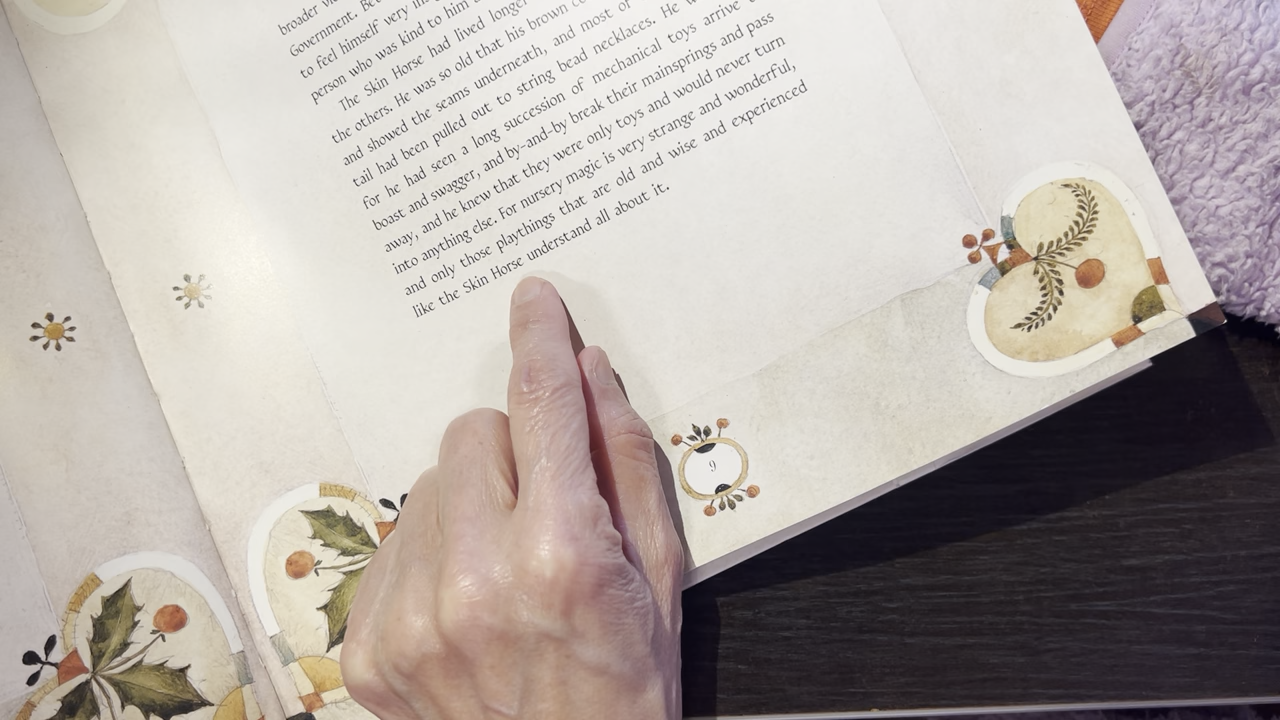 broader
Government.
to feel himself very
person who was kind to him
The Skin Horse had lived longer
the others. He was so old that his brown
and showed the seams underneath, and most of
tail had been pulled out to string bead necklaces. He
for he had seen a long succession of mechanical toys arrive
boast and swagger, and by-and-by break their mainsprings and pass
away, and he knew that they were only toys and would never turn
into anything else. For nursery magic is very strange and wonderful,
and only those playthings that are old and wise and experienced
like the Skin Horse understand all about it.
9